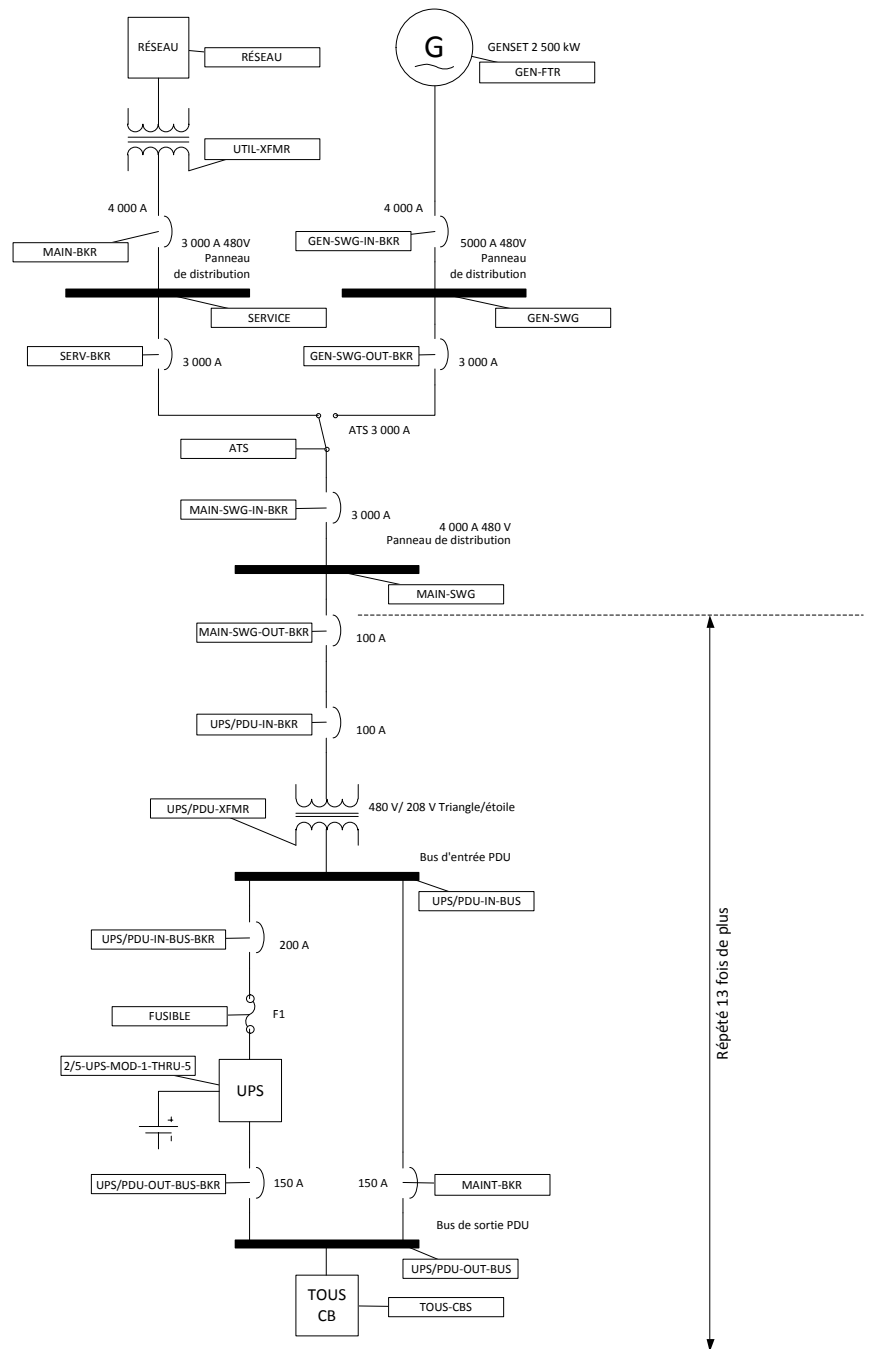 RÉSEAU
RÉSEAU
G
GENSET 2 500 kW
GEN-FTR
UTIL-XFMR
4 000 A
MAIN-BKR
3 000 A 480V
Panneau
de distribution
4 000 A
GEN-SWG-IN-BKR
5000 A 480V
Panneau
de distribution
SERVICE
GEN-SWG
SERV-BKR
3 000 A
GEN-SWG-OUT-BKR
3 000 A
ATS 3 000 A
ATS
MAIN-SWG-IN-BKR
3 000 A
4 000 A 480 V
Panneau de distribution
MAIN-SWG
MAIN-SWG-OUT-BKR
100 A
UPS/PDU-IN-BKR
100 A
UPS/PDU-XFMR
480 V/ 208 V Triangle/étoile
Bus d'entrée PDU
UPS/PDU-IN-BUS
UPS/PDU-IN-BUS-BKR
200 A
FUSIBLE
F1
2/5-UPS-MOD-1-THRU-5
UPS
+
-
UPS/PDU-OUT-BUS-BKR
150 A
150 A
MAINT-BKR
Bus de sortie PDU
UPS/PDU-OUT-BUS
TOUS
CB
TOUS-CBS
Répété 13 fois de plus